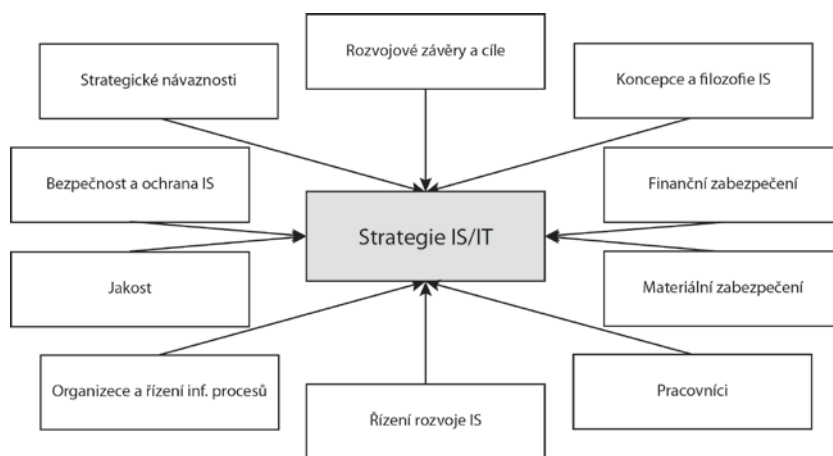 Rozvojové závěry a cíle
Strategické návaznosti
Koncepce a filozofie IS
Bezpečnost a ochrana IS
Finanční zabezpečení
Strategie IS/IT
Jakost
Materiální zabezpečení
Organizece a řízení inf. procesů
Pracovníci
Řízení rozvoje IS